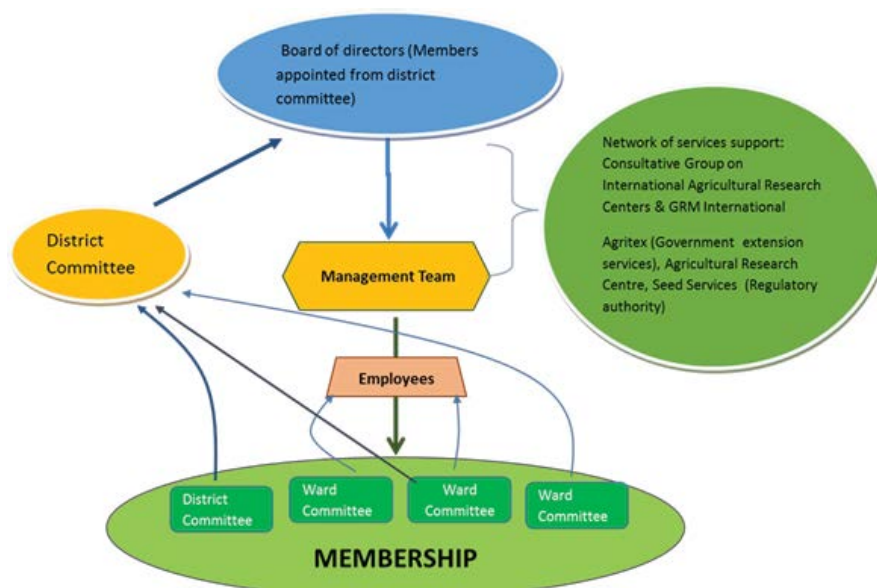 Board of directors (Members
appointed from district
committee)
Network of services support:
Consultative Group on
International Agricultural Research
Centers & GRM International
Agritex (Government extension
services), Agricultural Research
Centre, Seed Services (Regulatory
authority)
District
Committee
Management Team
Employees
District
Committee
Ward
Committee
Ward
Committee
Ward
Committee
MEMBERSHIP